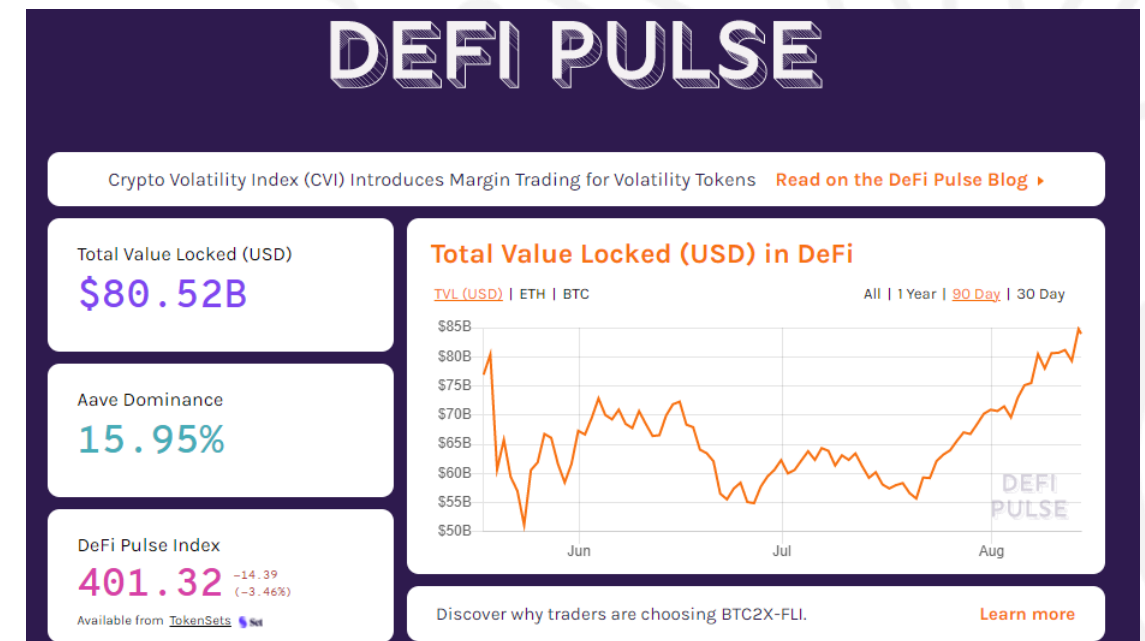 DEFI PULSE
Crypto Volatility Index (CVI) Introduces Margin Trading for Volatility Tokens Read on the DeFi Pulse Blog ▸
Total Value Locked (USD)
$80.52B
Aave Dominance
15.95%
DeFi Pulse Index
401.32 -14.39
(-3.46%)
Available from TokenSets Set
Total Value Locked (USD) in DeFi
TVL (USD) | ETH | BTC All | 1 Year | 90 Day | 30 Day
$85B
$80B
$75B
$70B
$65B
$60B
$55B
$50B
Jun Jul Aug
DEFI
PULSE
Discover why traders are choosing BTC2X-FLI. Learn more